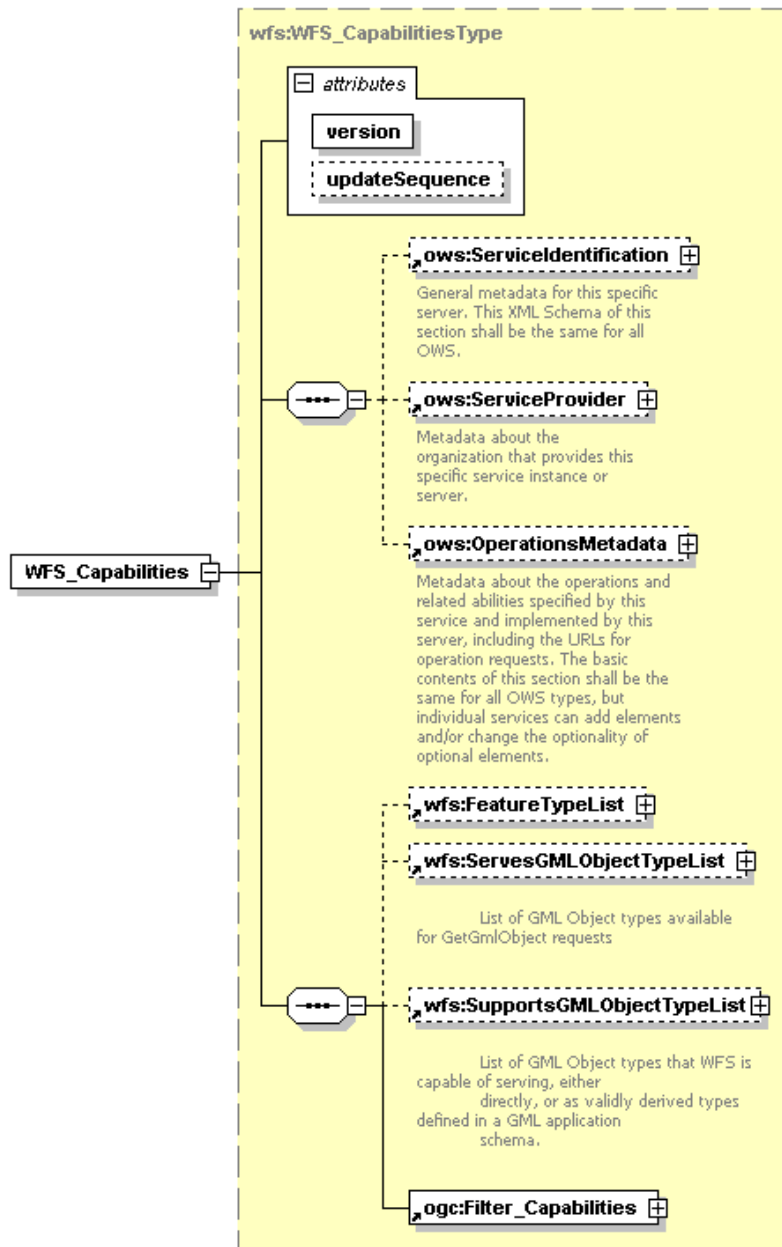 wfs:WFS_CapabilitiesType
attributes
version
updateSequence
ows:ServiceIdentification
General metadata for this specific
server. This XML Schema of this
section shall be the same for all
OWS.
ows:ServiceProvider
Metadata about the
organization that provides this
specific service instance or
server.
ows:OperationsMetadata
WFS_Capabilities
Metadata about the operations and
related abilities specified by this
service and implemented by this
server, including the URLs for
operation requests. The basic
contents of this section shall be the
same for all OWS types, but
individual services can add elements
and/or change the optionality of
optional elements.
wfs:FeatureTypeList
wfs:ServesGMLObjectTypeList
List of GML Object types available
for GetGmlObject requests
wfs:SupportsGMLObjectTypeList
List of GML Object types that WFS is
capable of serving, either
directly, or as validly derived types
defined in a GML application
schema.
ogc:Filter_Capabilities